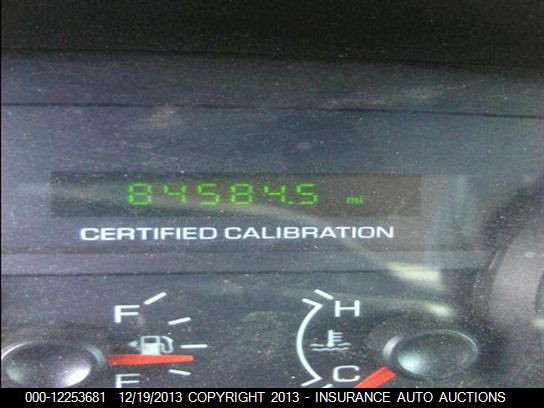 84584.5 mi
CERTIFIED CALIBRATION
F H
E C
000-12253681 12/19/2013 COPYRIGHT 2013 - INSURANCE AUTO AUCTIONS